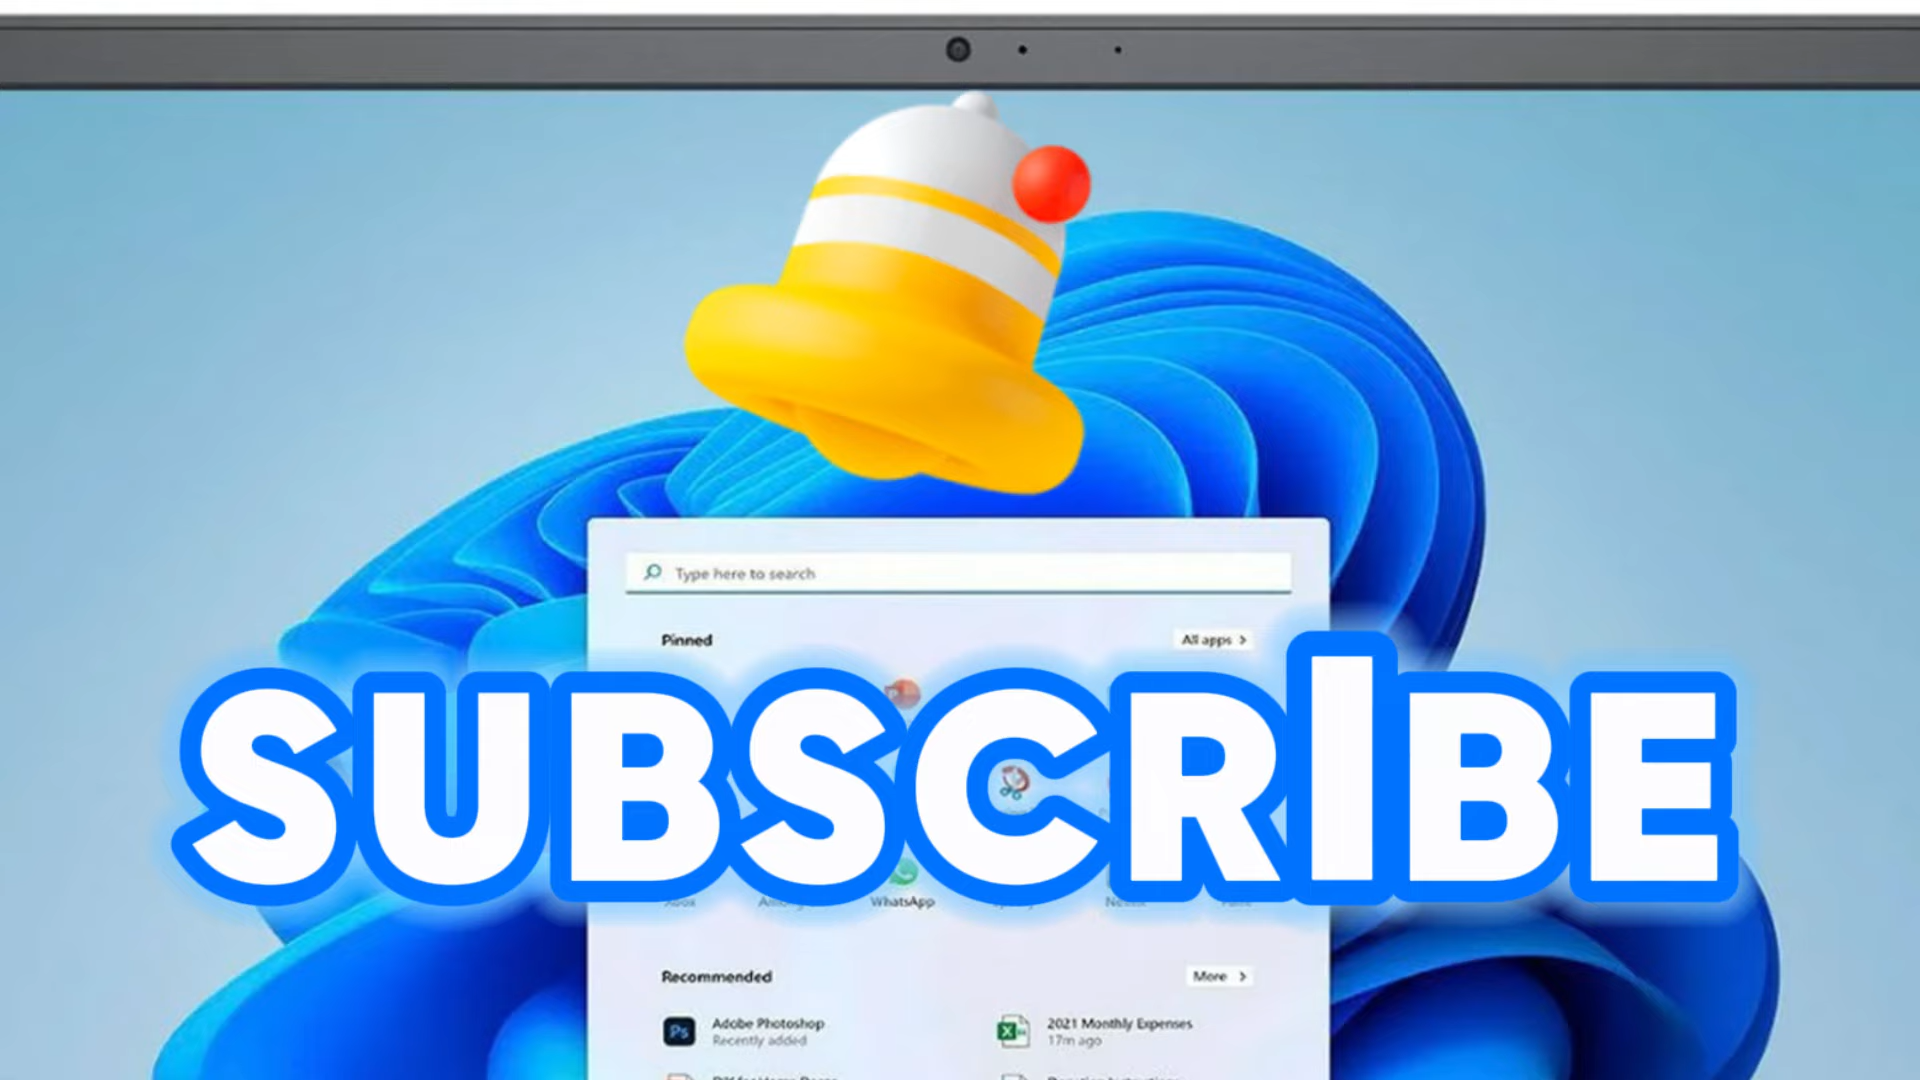 Type here to search
Pinned
All apps >
SUBSCRIBE
WhatsApp
Recommended
More >
Ps
Adobe Photoshop
Recently added
2021 Monthly Expenses
17m ago